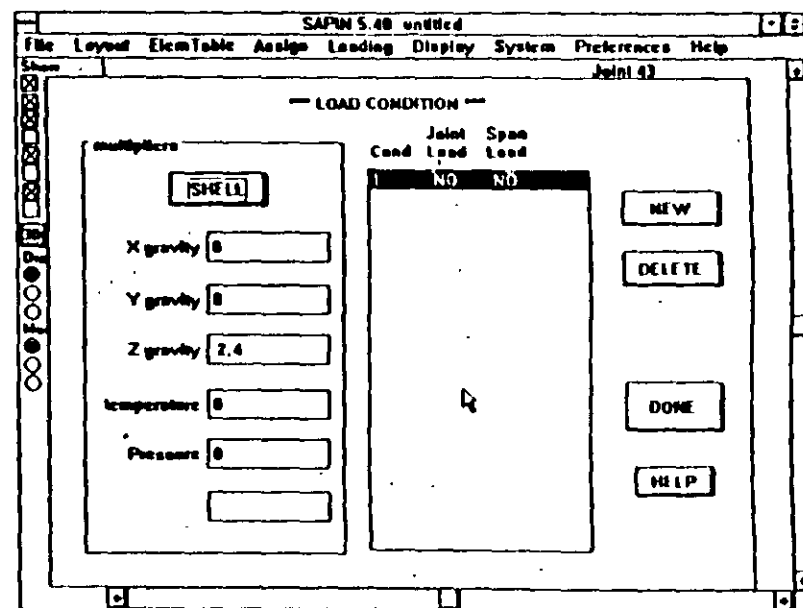 SAPIN 5.40 untitled
File Layout ElemTable Assign Loading Display System Preferences Help
Show
Joint 43
LOAD CONDITION
multipliers
Joint Span
Cond Load Load
SHELL
1 NO NO
NEW
X gravity 0
DELETE
Y gravity 0
Z gravity 2.4
temperature 0
DONE
Pressure 0
HELP